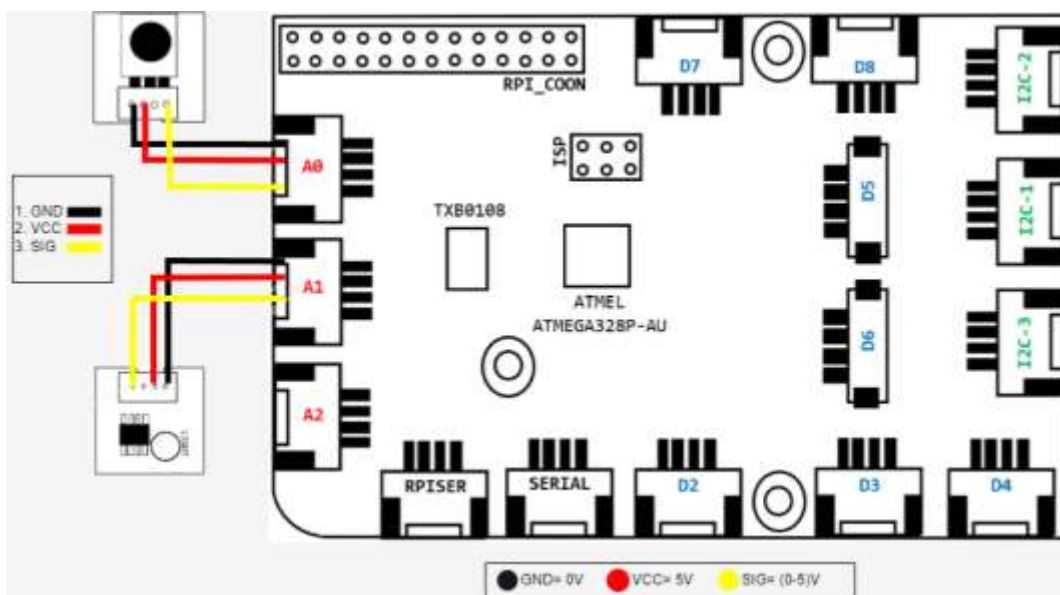 D7
D8
I2C-2
RPI_COON
ISP
A0
D5
I2C-1
1. GND
2. VCC
3. SIG
TXB0108
A1
ATMEL
ATMEGA328P-AU
D6
I2C-3
A2
RPISER
SERIAL
D2
D3
D4
GND= 0V
VCC= 5V
SIG= (0-5)V